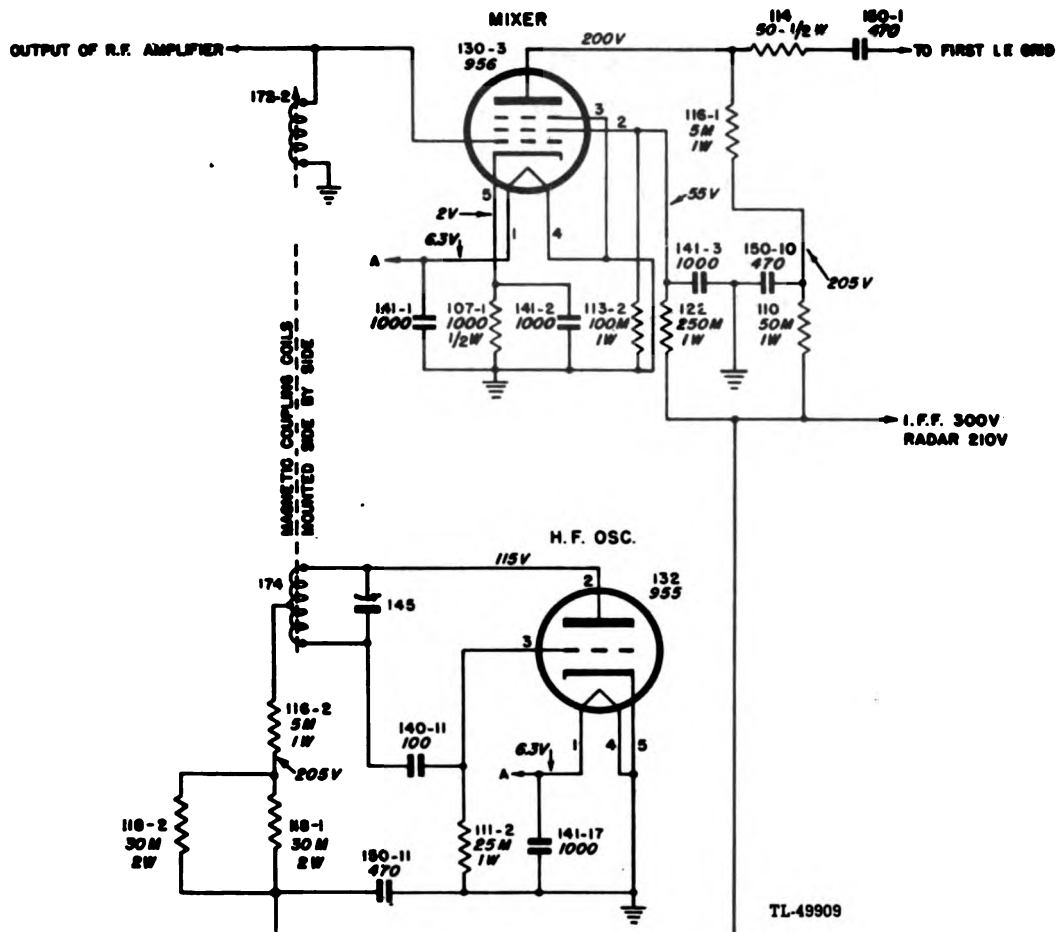 MIXER
OUTPUT OF R.F. AMPLIFIER
130-3
956
200V
114
50-1/2W
150-1
470
TO FIRST I.F. GRID
172-2
3
2
116-1
5M
1W
5
2V
1
4
55V
6.3V
A
141-3
1000
150-10
470
205V
141-1
1000
107-1
1000
1/2W
141-2
1000
113-2
100M
1W
122
250M
1W
110
50M
1W
I.F.F. 300V
RADAR 210V
MAGNETIC COUPLING COILS
MOUNTED SIDE BY SIDE
H.F. OSC.
115V
174
145
2
132
955
3
116-2
5M
1W
140-11
100
6.3V
1
4
5
A
205V
118-2
30M
2W
118-1
30M
2W
150-11
470
111-2
25M
1W
141-17
1000
TL-49909